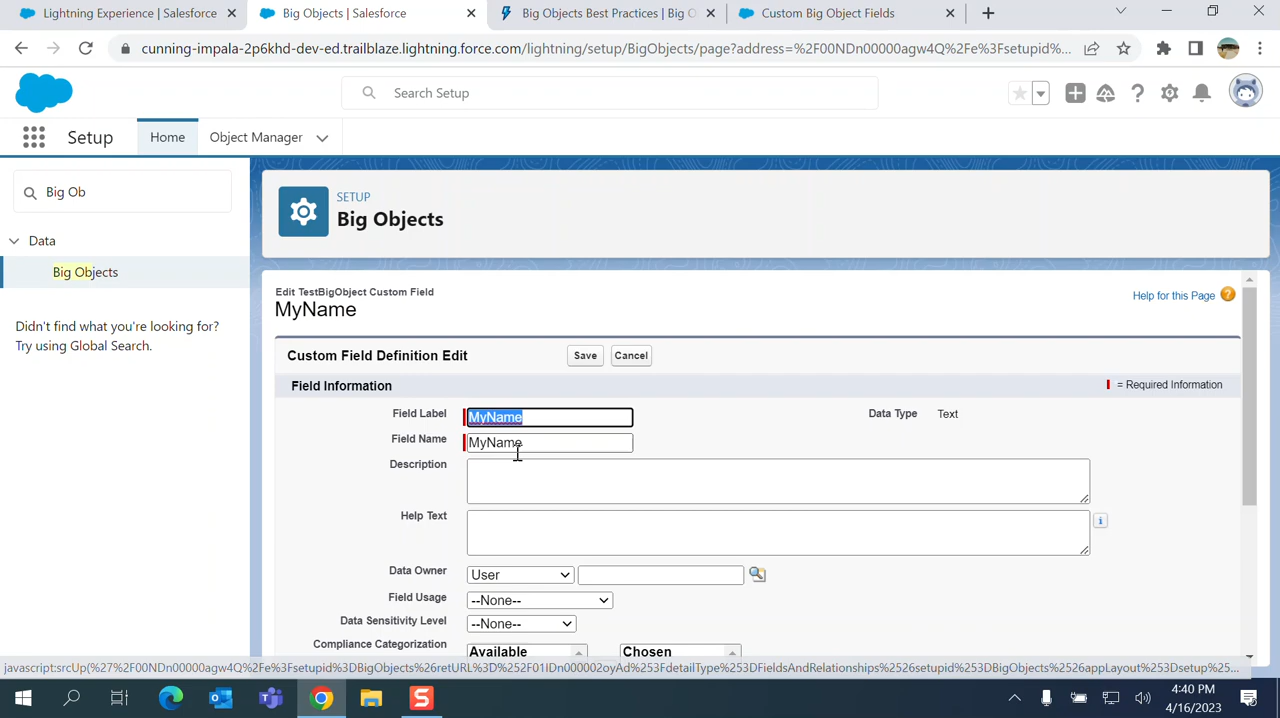 Lightning Experience | Salesforce
Big Objects | Salesforce
Big Objects Best Practices | Big O
Custom Big Object Fields
cunning-impala-2p6khd-dev-ed.trailblaze.lightning.force.com/lightning/setup/BigObjects/page?address=%2F00NDn00000agw4Q%2Fe%3Fsetupid%...
Search Setup
Setup
Home
Object Manager
Big Ob
Data
Big Objects
Didn't find what you're looking for?
Try using Global Search.
SETUP
Big Objects
Edit TestBigObject Custom Field
MyName
Help for this Page
Custom Field Definition Edit
Save
Cancel
Field Information
= Required Information
Field Label
MyName
Data Type
Text
Field Name
MyName
Description
Help Text
i
Data Owner
User
Field Usage
--None--
Data Sensitivity Level
--None--
Compliance Categorization
Available
Chosen
javascript:srcUp(%27%2F00NDn00000agw4Q%2Fe%3Fsetupid%3DBigObjects%26retURL%3D%252F01IDn000002oyAd%253FdetailType%253DFieldsAndRelationships%2526setupid%253DBigObjects%2526appLayout%253Dsetup%2...
4:40 PM
4/16/2023